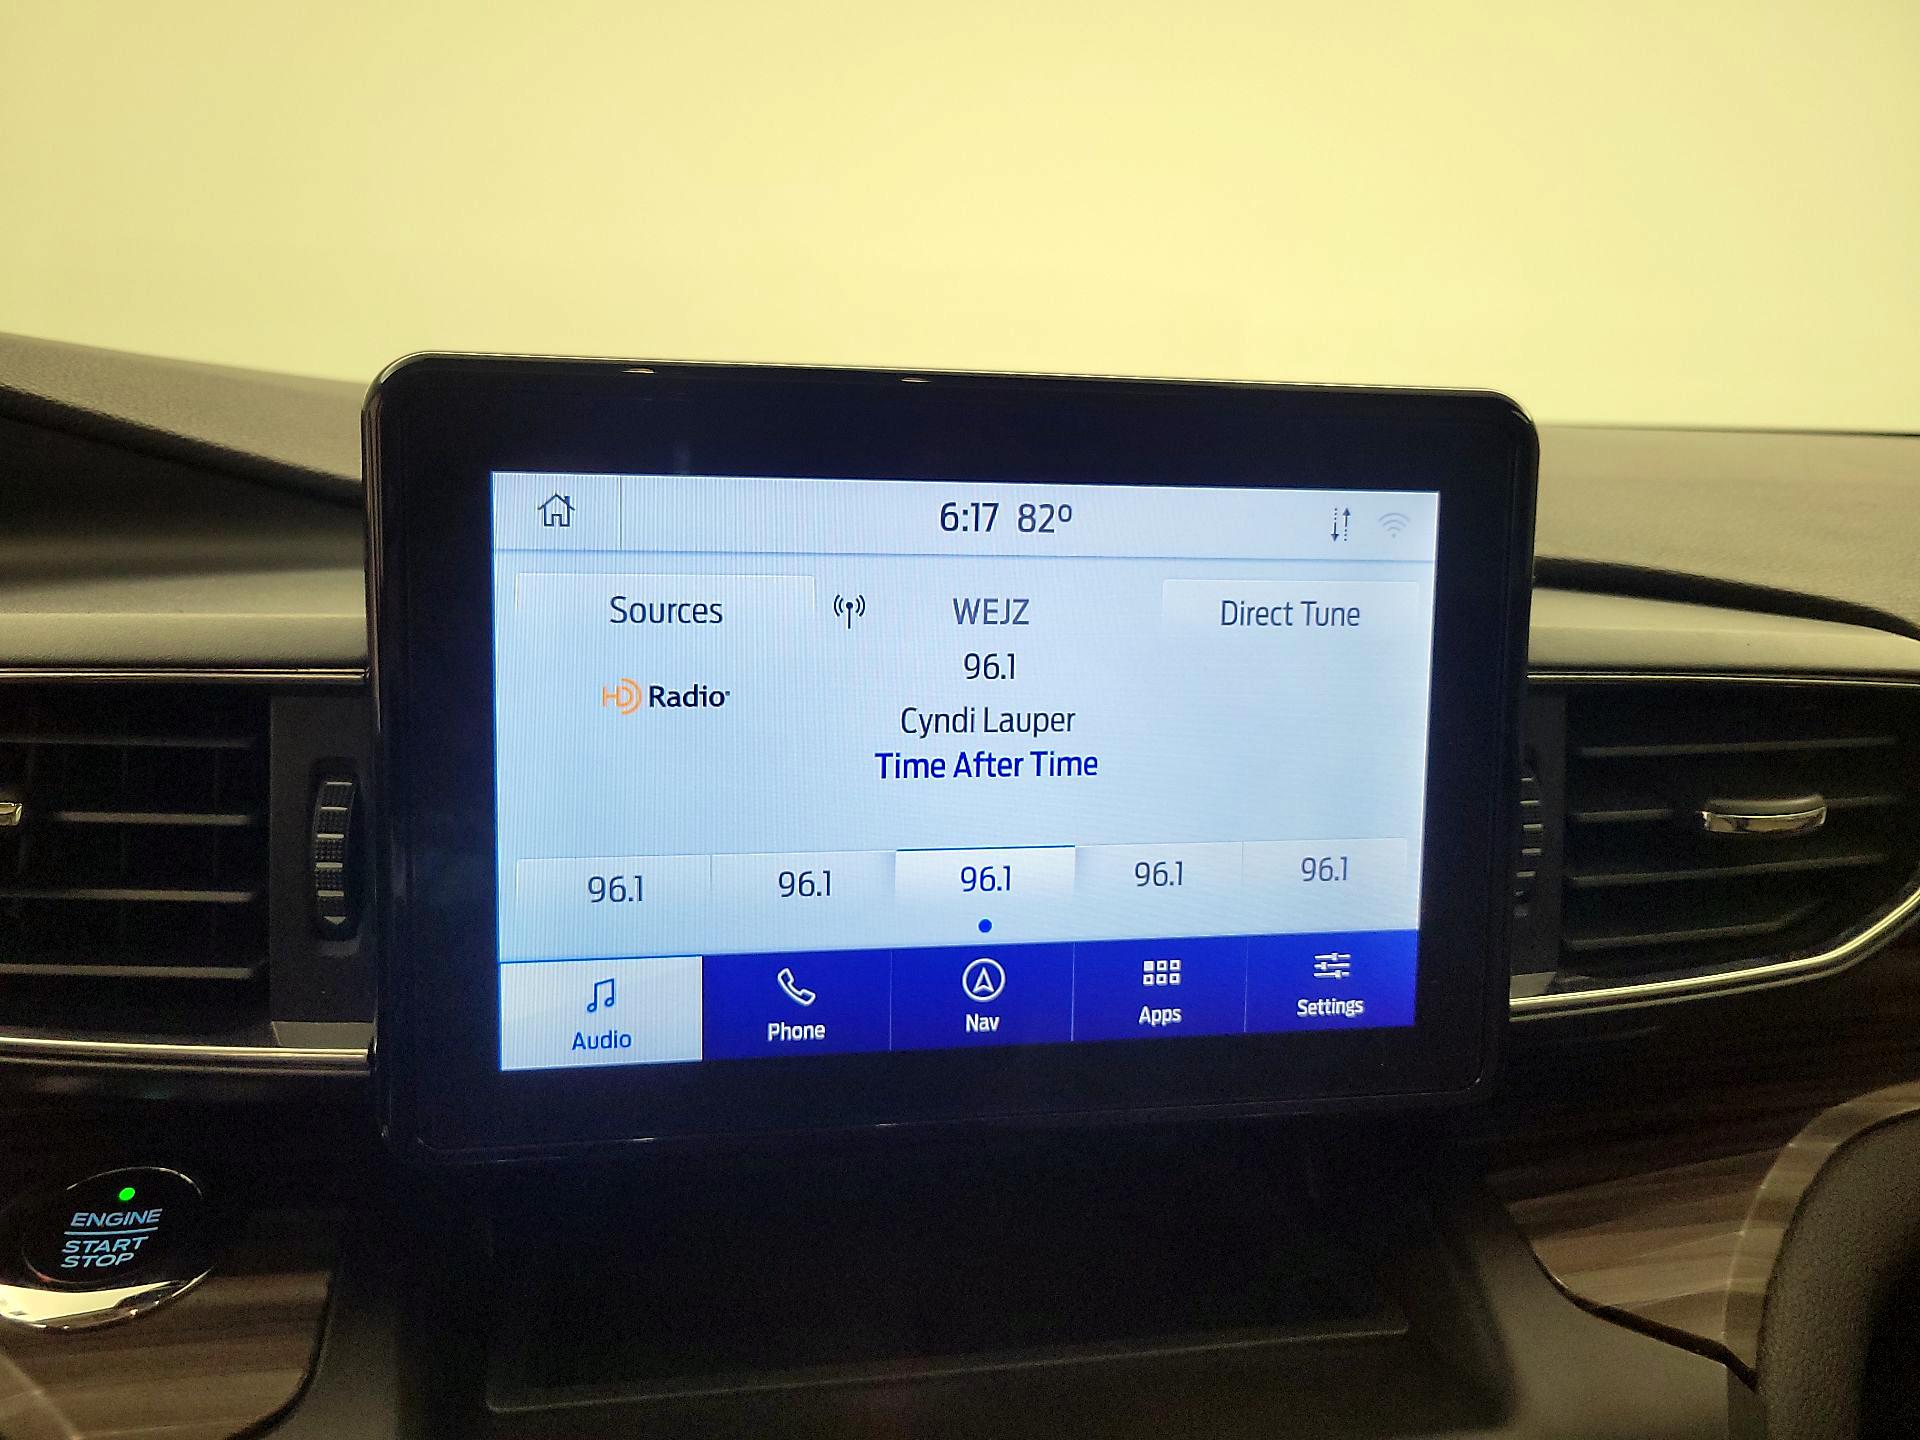 6:17 82º
Sources
WEJZ
Direct Tune
96.1
HD Radio
Cyndi Lauper
Time After Time
96.1 96.1 96.1 96.1 96.1
Audio Phone Nav Apps Settings
ENGINE
START
STOP